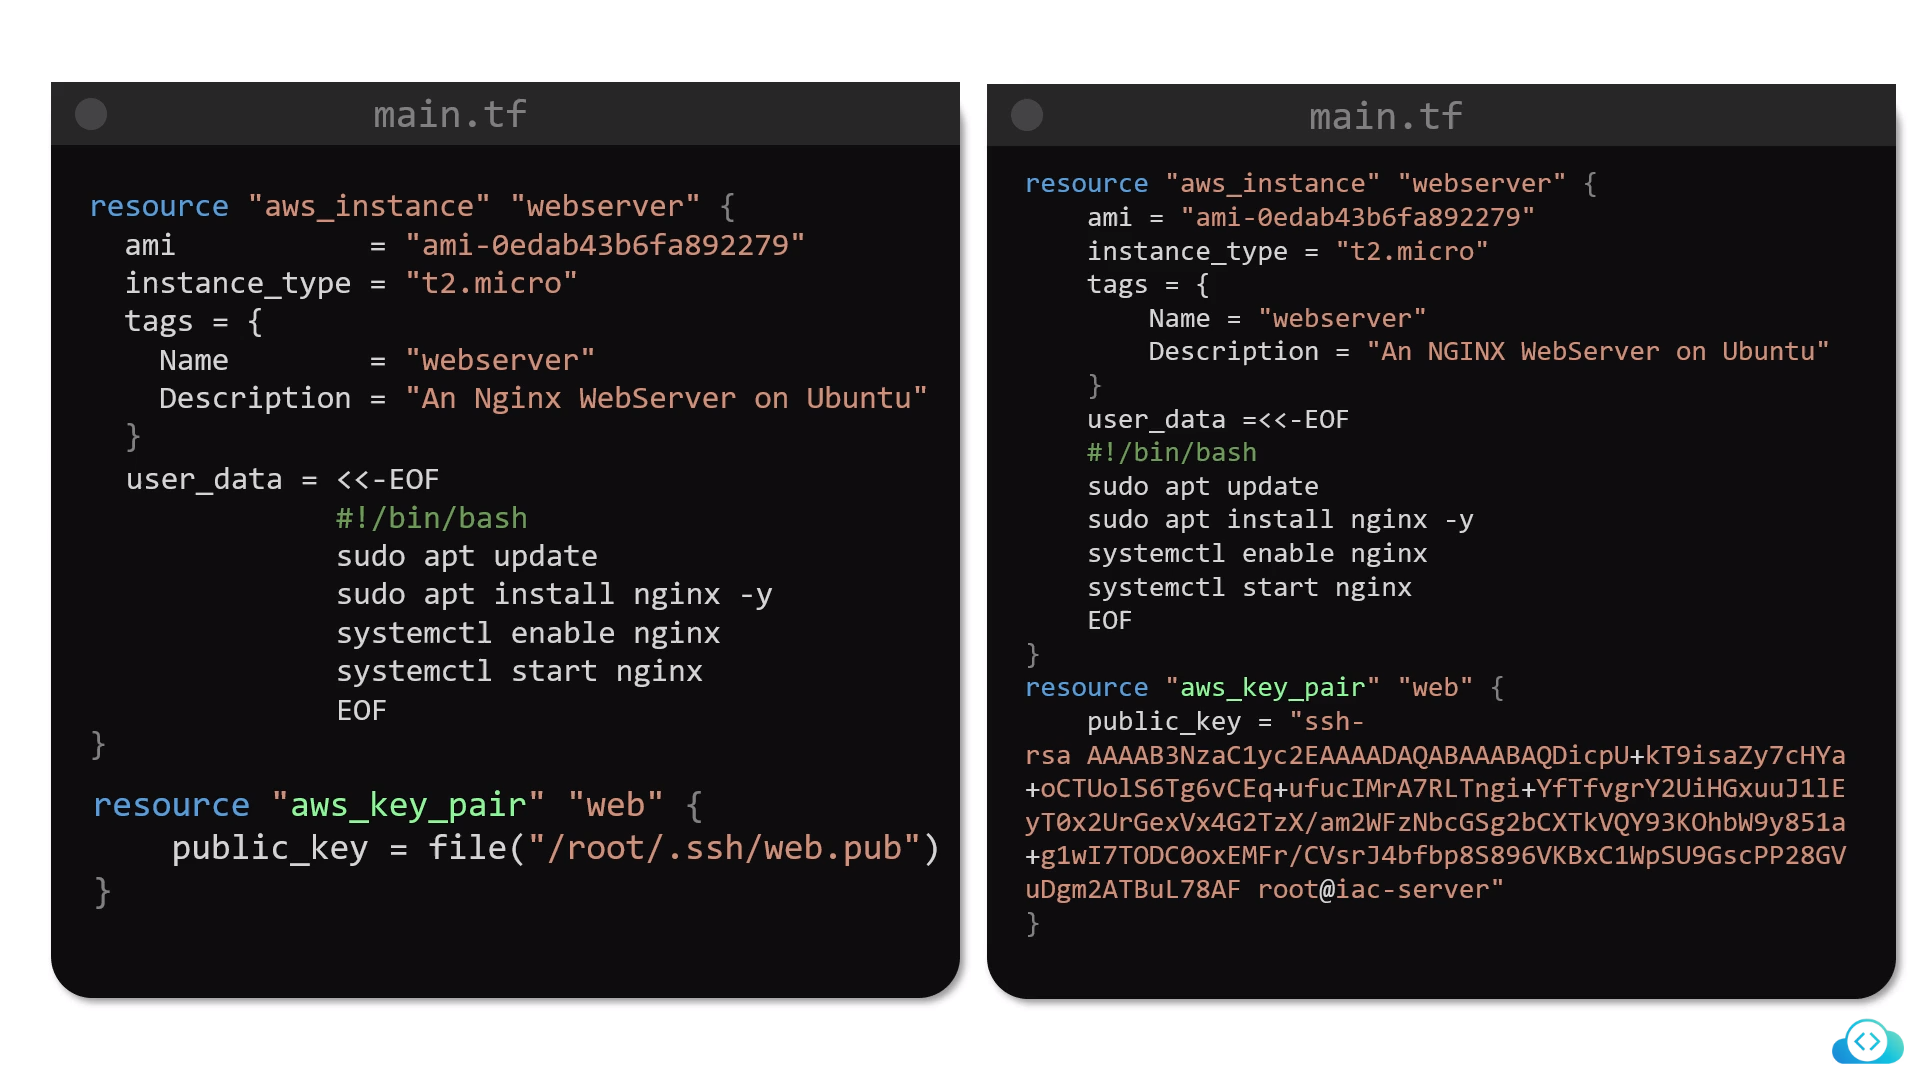 main.tf
resource "aws_instance" "webserver" {
  ami           = "ami-0edab43b6fa892279"
  instance_type = "t2.micro"
  tags = {
    Name        = "webserver"
    Description = "An Nginx WebServer on Ubuntu"
  }
  user_data = <<-EOF
              #!/bin/bash
              sudo apt update
              sudo apt install nginx -y
              systemctl enable nginx
              systemctl start nginx
              EOF
}
resource "aws_key_pair" "web" {
    public_key = file("/root/.ssh/web.pub")
}
main.tf
resource "aws_instance" "webserver" {
    ami = "ami-0edab43b6fa892279"
    instance_type = "t2.micro"
    tags = {
        Name = "webserver"
        Description = "An NGINX WebServer on Ubuntu"
    }
    user_data =<<-EOF
    #!/bin/bash
    sudo apt update
    sudo apt install nginx -y
    systemctl enable nginx
    systemctl start nginx
    EOF
}
resource "aws_key_pair" "web" {
    public_key = "ssh-
rsa AAAAB3NzaC1yc2EAAAADAQABAAABAQDicpU+kT9isaZy7cHYa
+oCTUolS6Tg6vCEq+ufucIMrA7RLTngi+YfTfvgrY2UiHGxuuJ1lE
yT0x2UrGexVx4G2TzX/am2WFzNbcGSg2bCXTkVQY93KOhbW9y851a
+g1wI7TODC0oxEMFr/CVsrJ4bfbp8S896VKBxC1WpSU9GscPP28GV
uDgm2ATBuL78AF root@iac-server"
}